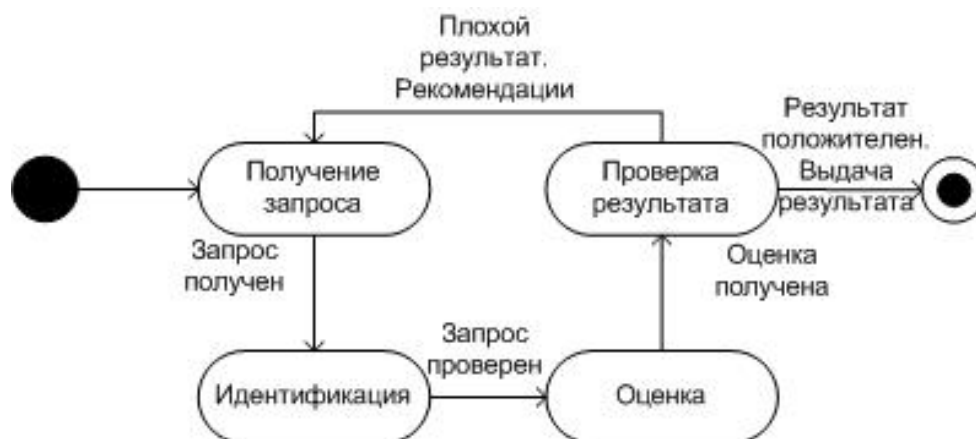 Плохой
результат.
Рекомендации
Результат
положителен.
Выдача
результата
Получение
запроса
Проверка
результата
Запрос
получен
Оценка
получена
Запрос
проверен
Идентификация
Оценка